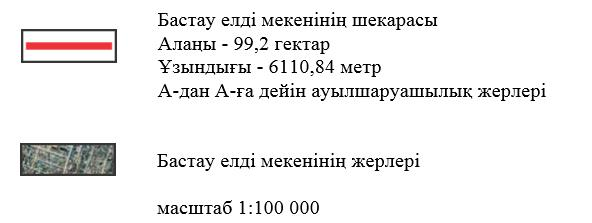 Бастау елді мекенінің шекарасы
Алаңы - 99,2 гектар
Ұзындығы - 6110,84 метр
А-дан А-ға дейін ауылшаруашылық жерлері
Бастау елді мекенінің жерлері
масштаб 1:100 000